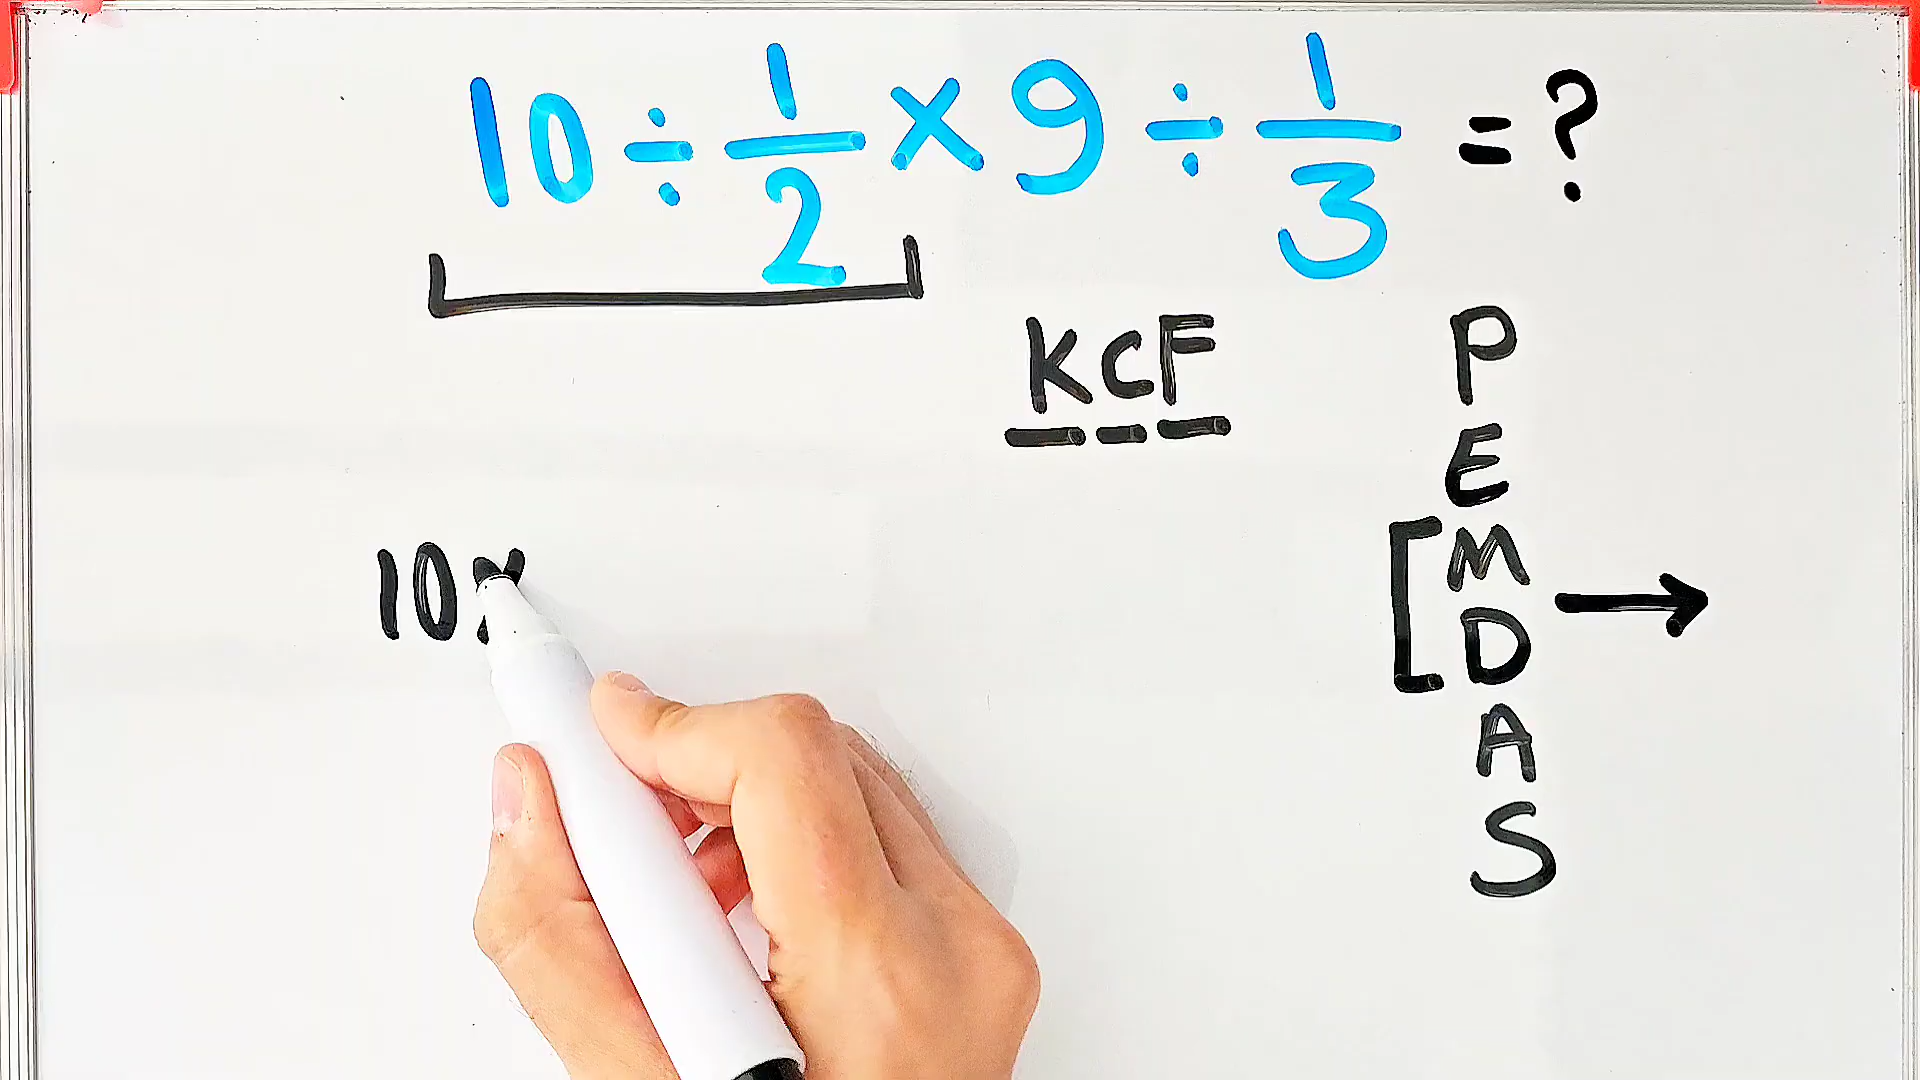 10 ÷ 1/2 × 9 ÷ 1/3 = ?
KCF
P
E
M
D →
A
S
10 ×